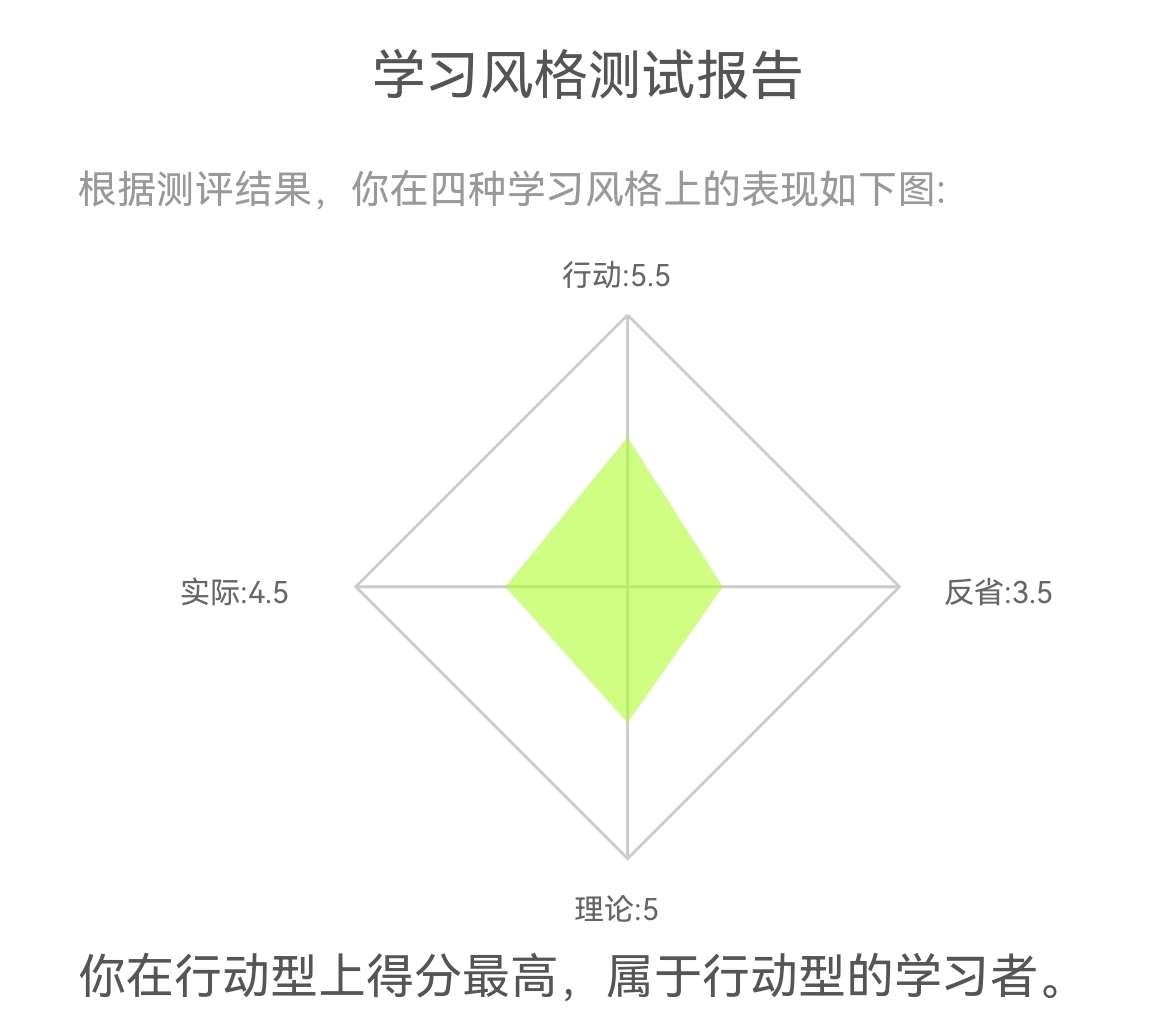 学习风格测试报告
根据测评结果，你在四种学习风格上的表现如下图:
行动:5.5
实际:4.5
反省:3.5
理论:5
你在行动型上得分最高，属于行动型的学习者。